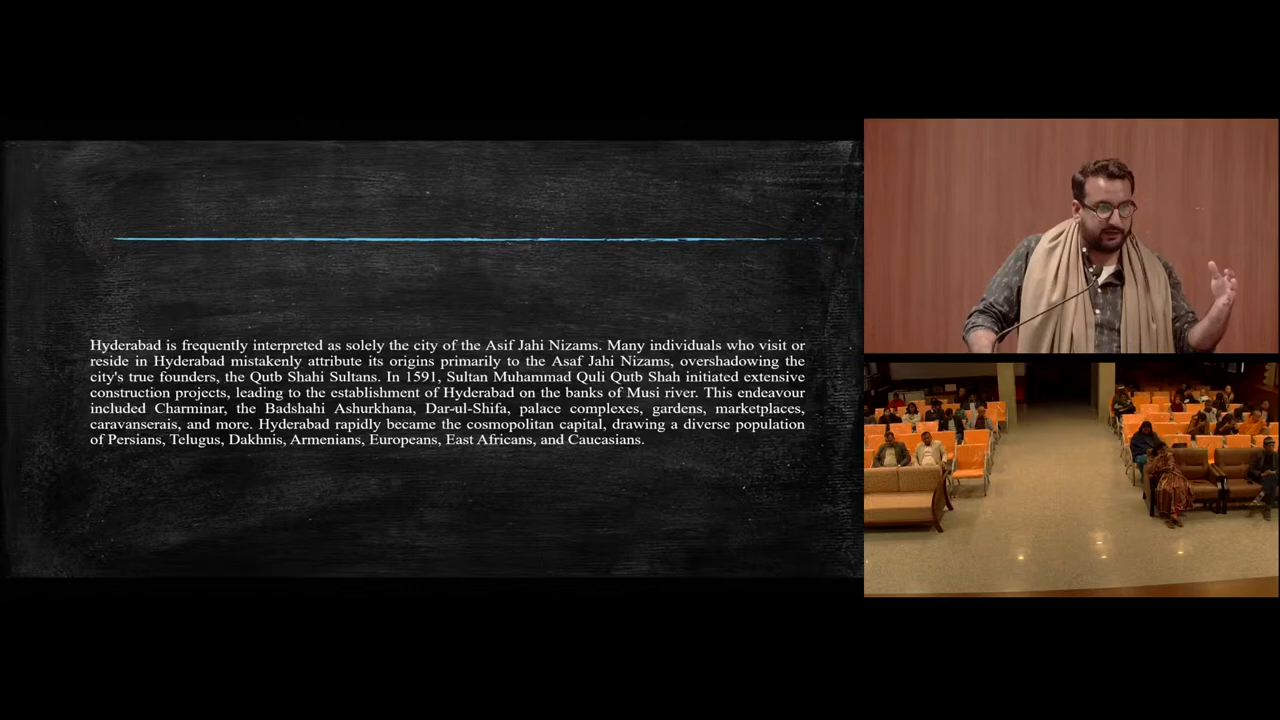 Hyderabad is frequently interpreted as solely the city of the Asif Jahi Nizams. Many individuals who visit or
reside in Hyderabad mistakenly attribute its origins primarily to the Asaf Jahi Nizams, overshadowing the
city's true founders, the Qutb Shahi Sultans. In 1591, Sultan Muhammad Quli Qutb Shah initiated extensive
construction projects, leading to the establishment of Hyderabad on the banks of Musi river. This endeavour
included Charminar, the Badshahi Ashurkhana, Dar-ul-Shifa, palace complexes, gardens, marketplaces,
caravanserais, and more. Hyderabad rapidly became the cosmopolitan capital, drawing a diverse population
of Persians, Telugus, Dakhnis, Armenians, Europeans, East Africans, and Caucasians.